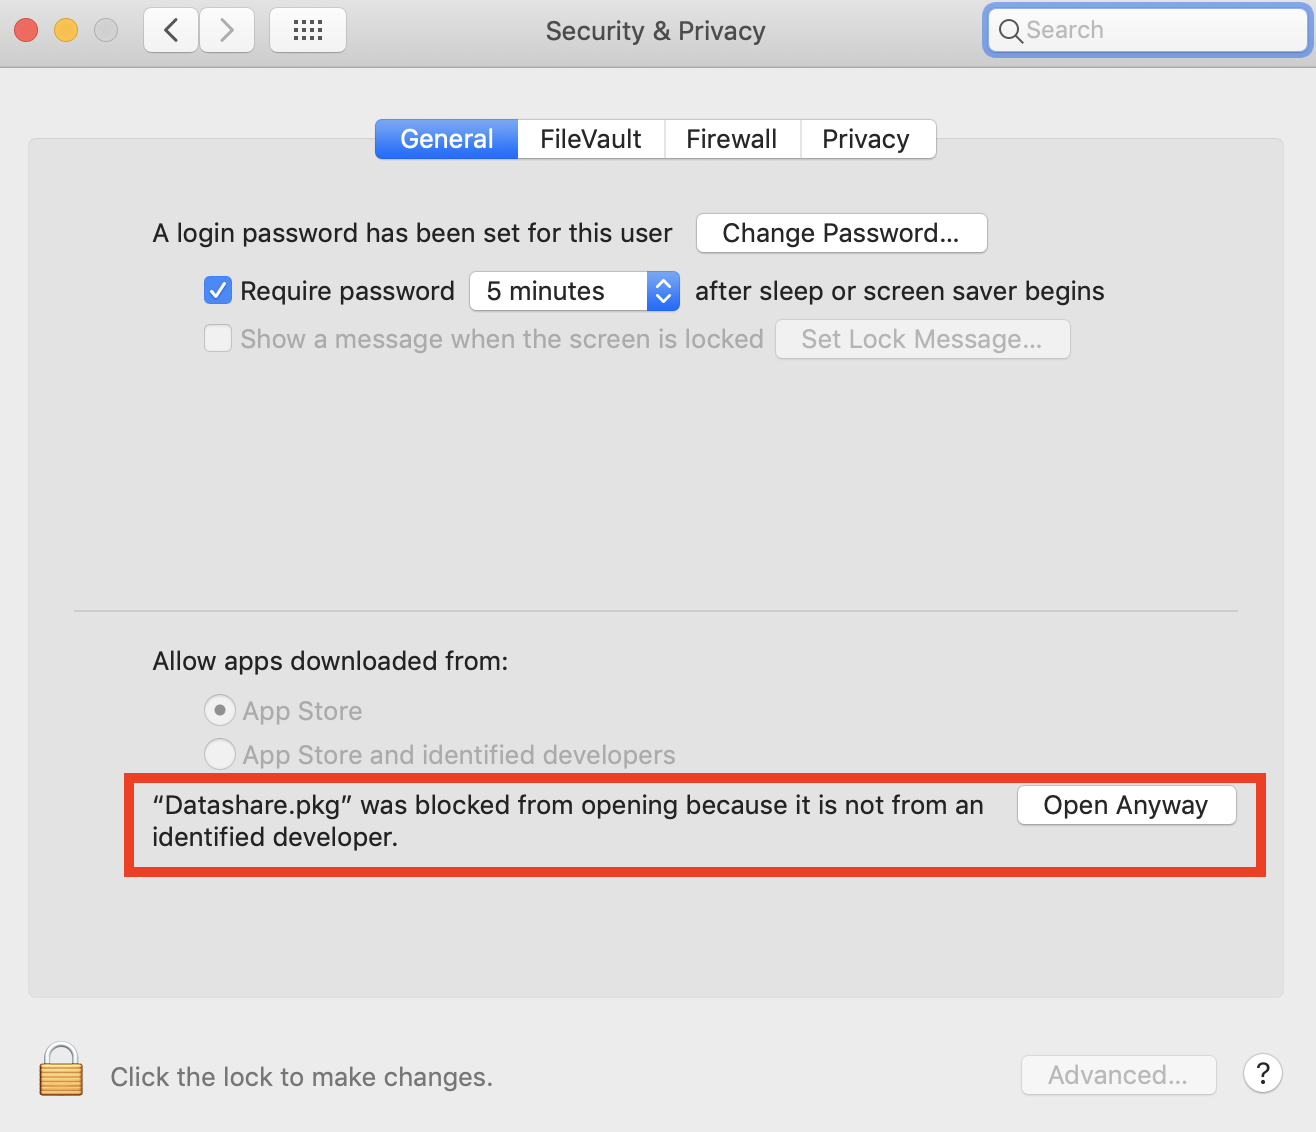 Security & Privacy
Search
General
FileVault
Firewall
Privacy
A login password has been set for this user
Change Password...
Require password
5 minutes
after sleep or screen saver begins
Show a message when the screen is locked
Set Lock Message...
Allow apps downloaded from:
App Store
App Store and identified developers
“Datashare.pkg” was blocked from opening because it is not from an
identified developer.
Open Anyway
Click the lock to make changes.
Advanced...
?